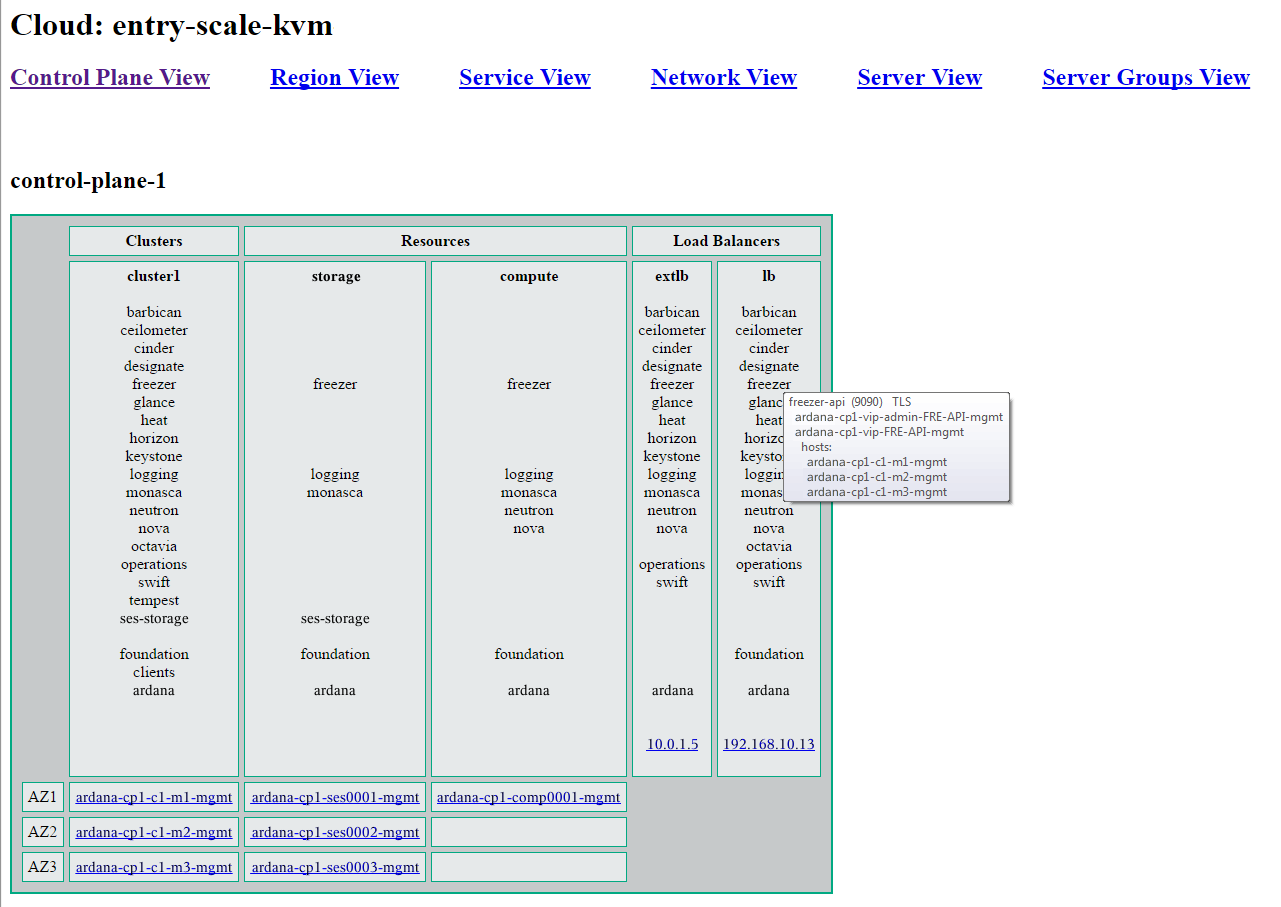 Cloud: entry-scale-kvm
Control Plane View Region View Service View Network View Server View Server Groups View
control-plane-1
Clusters Resources Load Balancers
cluster1 storage compute extlb lb
barbican barbican barbican
ceilometer ceilometer ceilometer
cinder cinder cinder
designate designate designate
freezer freezer freezer freezer freezer
glance glance glanc
heat heat heat
horizon horizon horizo
keystone keystone keysto
logging logging logging logging loggin
monasca monasca monasca monasca monas
neutron neutron neutron neutron
nova nova nova nova
octavia octavia
operations operations operations
swift swift swift
tempest
ses-storage ses-storage
foundation foundation foundation foundation
clients
ardana ardana ardana ardana ardana
10.0.1.5 192.168.10.13
freezer-api (9090) TLS
ardana-cp1-vip-admin-FRE-API-mgmt
ardana-cp1-vip-FRE-API-mgmt
hosts:
ardana-cp1-c1-m1-mgmt
ardana-cp1-c1-m2-mgmt
ardana-cp1-c1-m3-mgmt
AZ1 ardana-cp1-c1-m1-mgmt ardana-cp1-ses0001-mgmt ardana-cp1-comp0001-mgmt
AZ2 ardana-cp1-c1-m2-mgmt ardana-cp1-ses0002-mgmt
AZ3 ardana-cp1-c1-m3-mgmt ardana-cp1-ses0003-mgmt